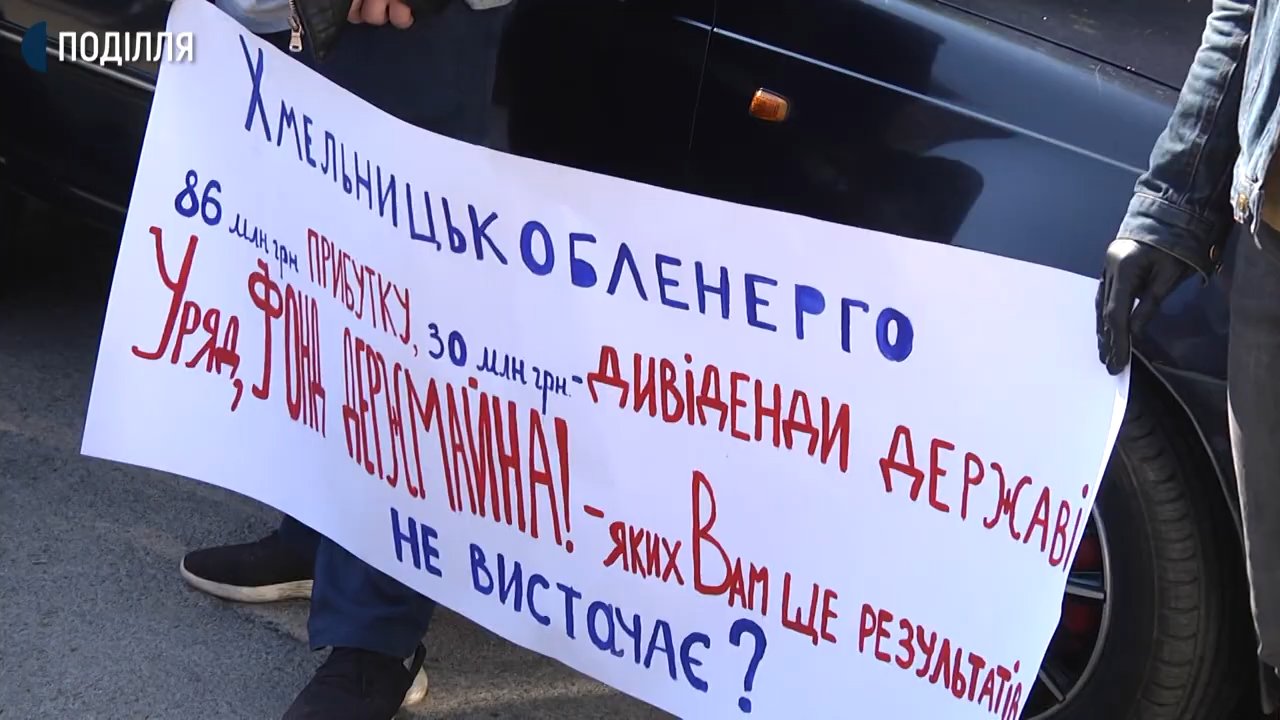 ПОДІЛЛЯ
ХМЕЛЬНИЦЬКОБЛЕНЕРГО
86 млн грн ПРИБУТКУ, 30 млн грн.- ДИВІДЕНДИ ДЕРЖАВІ
УРЯД, ФОНД ДЕРЖМАЙНА! - ЯКИХ ВАМ ЩЕ РЕЗУЛЬТАТІВ
НЕ ВИСТАЧАЄ?